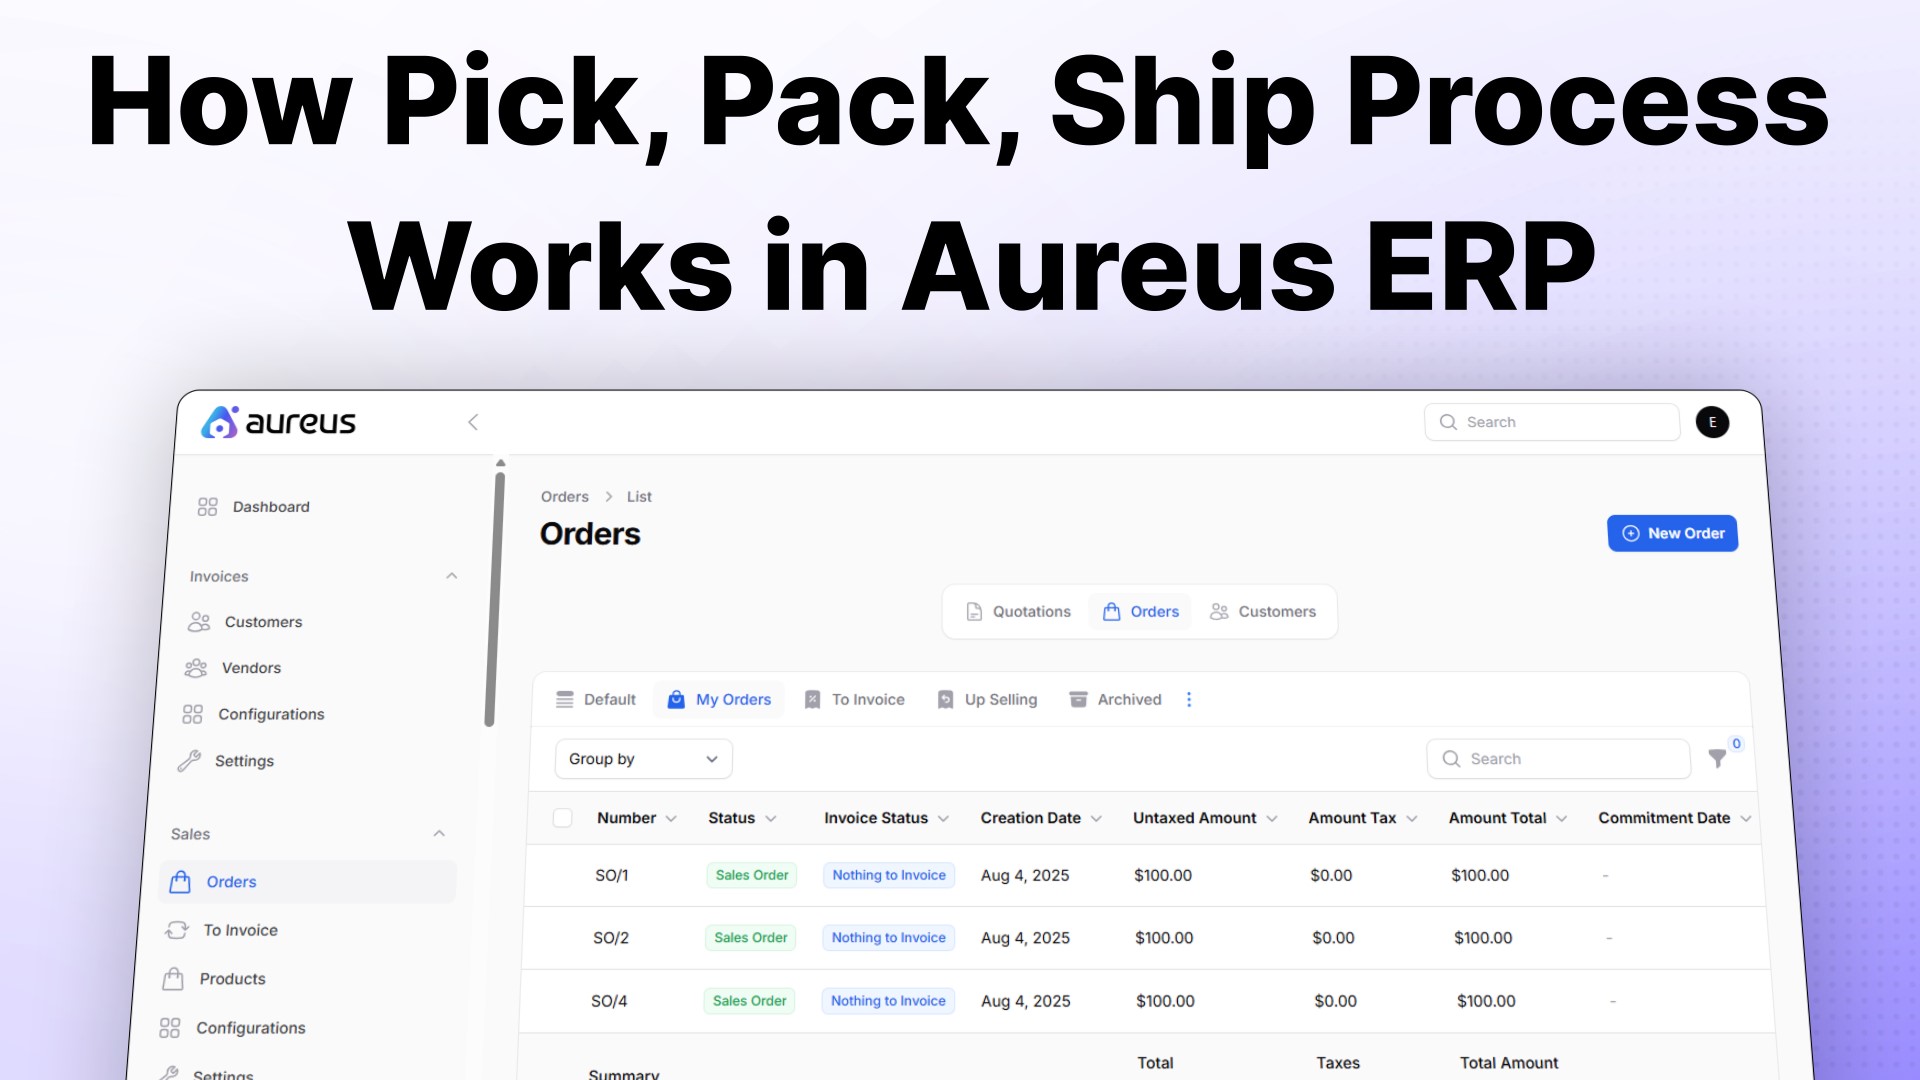 How Pick, Pack, Ship Process
Works in Aureus ERP
aureus
Search
E
Dashboard
Invoices
Customers
Vendors
Configurations
Settings
Sales
Orders
To Invoice
Products
Configurations
Settings
Orders > List
Orders
New Order
Quotations Orders Customers
Default My Orders To Invoice Up Selling Archived
Group by
Search
0
Number Status Invoice Status Creation Date Untaxed Amount Amount Tax Amount Total Commitment Date
SO/1 Sales Order Nothing to Invoice Aug 4, 2025 $100.00 $0.00 $100.00 -
SO/2 Sales Order Nothing to Invoice Aug 4, 2025 $100.00 $0.00 $100.00 -
SO/4 Sales Order Nothing to Invoice Aug 4, 2025 $100.00 $0.00 $100.00 -
Total Taxes Total Amount
Summary